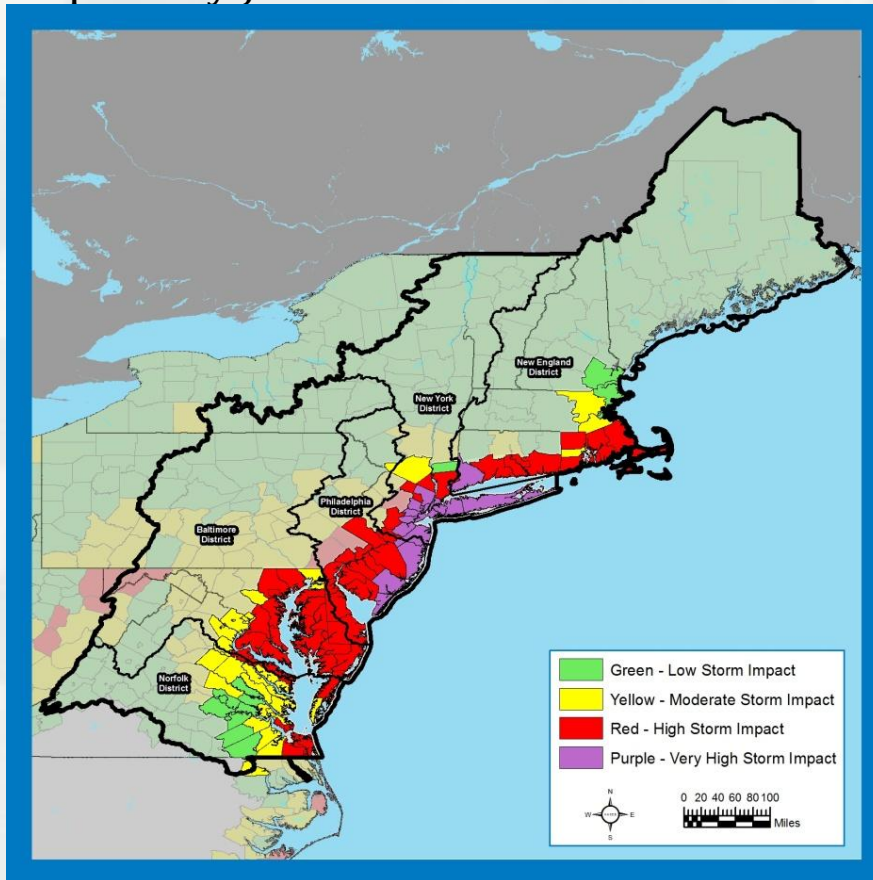 New England
District
New York
District
Philadelphia
District
Baltimore
District
Norfolk
District
Green - Low Storm Impact
Yellow - Moderate Storm Impact
Red - High Storm Impact
Purple - Very High Storm Impact
N
W
E
S
0 20 40 60 80 100
Miles